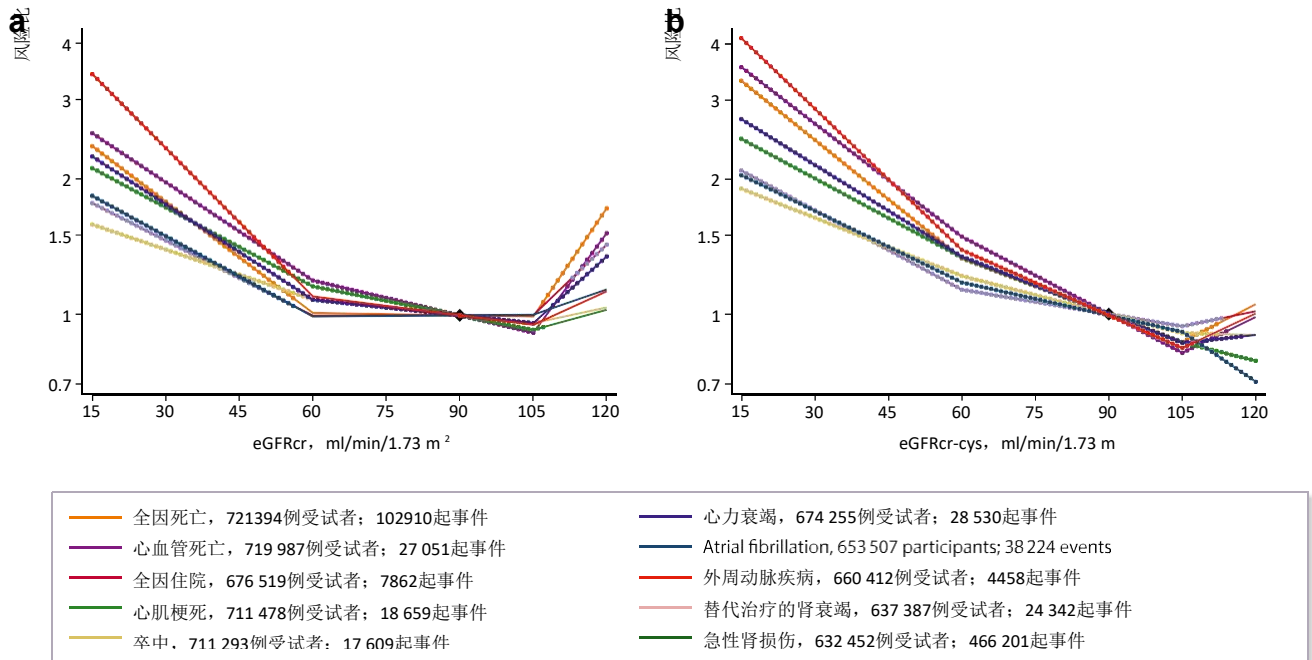 a
风险比
4
3
2
1.5
1
0.7
15 30 45 60 75 90 105 120
eGFRcr，ml/min/1.73 m 2
b
风险比
4
3
2
1.5
1
0.7
15 30 45 60 75 90 105 120
eGFRcr-cys，ml/min/1.73 m
全因死亡，721394例受试者；102910起事件
心血管死亡，719 987例受试者；27 051起事件
全因住院，676 519例受试者；7862起事件
心肌梗死，711 478例受试者；18 659起事件
卒中，711 293例受试者；17 609起事件
心力衰竭，674 255例受试者；28 530起事件
Atrial fibrillation, 653 507 participants; 38 224 events
外周动脉疾病，660 412例受试者；4458起事件
替代治疗的肾衰竭，637 387例受试者；24 342起事件
急性肾损伤，632 452例受试者；466 201起事件